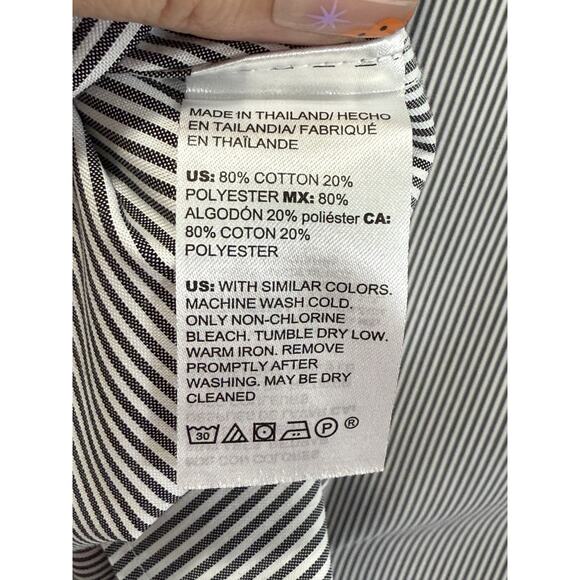 MADE IN THAILAND/ HECHO
EN TAILANDIA/ FABRIQUÉ
EN THAÏLANDE
US: 80% COTTON 20%
POLYESTER MX: 80%
ALGODÓN 20% poliéster CA:
80% COTON 20%
POLYESTER
US: WITH SIMILAR COLORS.
MACHINE WASH COLD.
ONLY NON-CHLORINE
BLEACH. TUMBLE DRY LOW.
WARM IRON. REMOVE
PROMPTLY AFTER
WASHING. MAY BE DRY
CLEANED
30 P ®